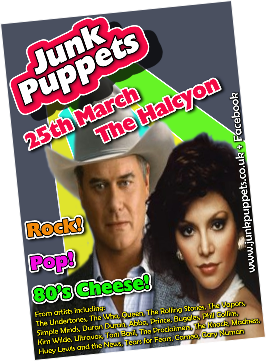 Junk
Puppets
25th March
The Halcyon
Rock!
Pop!
80's Cheese!
From artists including:
The Undertones, The Who, Queen, The Rolling Stones, The Vapors,
Simple Minds, Duran Duran, Abba, Prince, Buggles, Phil Collins,
Kim Wilde, Ultravox, Tom Petty, The Proclaimers, The Knack, Madness,
Huey Lewis and the News, Tears for Fears, Cameo, Gary Numan
www.junkpuppets.co.uk + Facebook